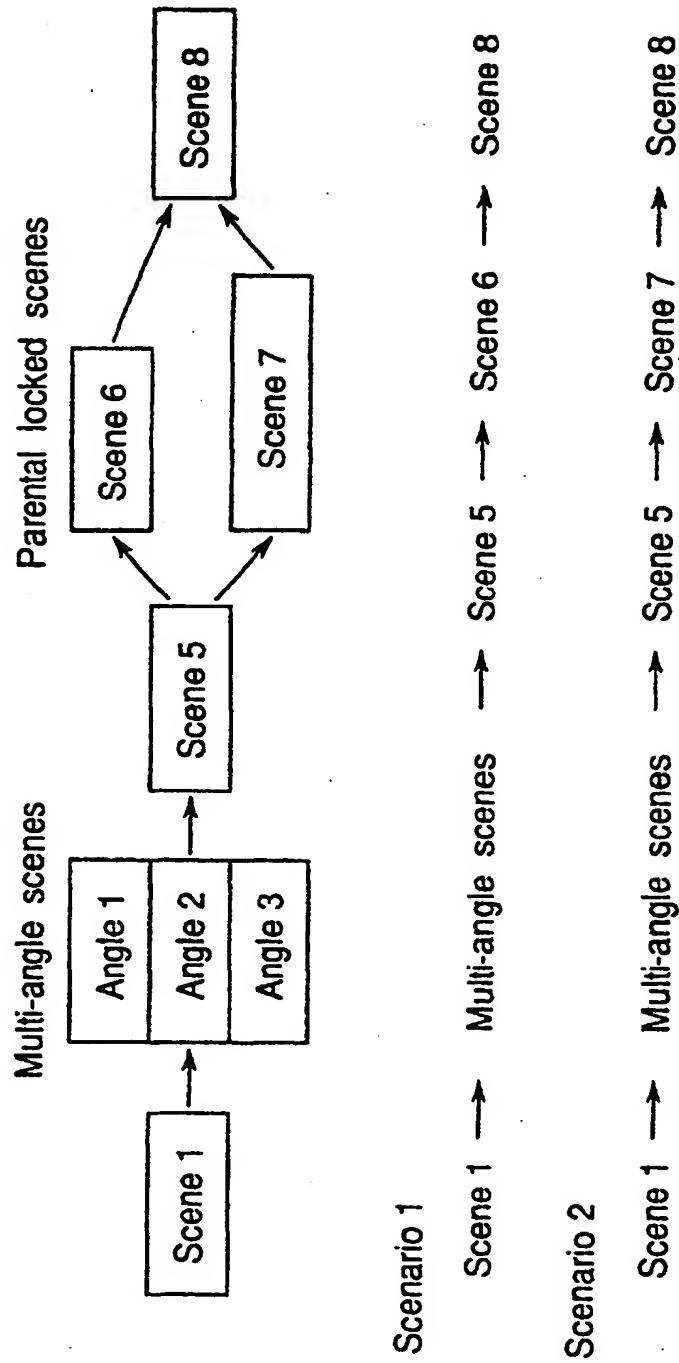 Multi-angle scenes
Parental locked scenes
Scene 1
Angle 1
Angle 2
Angle 3
Scene 5
Scene 6
Scene 7
Scene 8
Scenario 1
Scene 1 → Multi-angle scenes → Scene 5 → Scene 6 → Scene 8
Scenario 2
Scene 1 → Multi-angle scenes → Scene 5 → Scene 7 → Scene 8